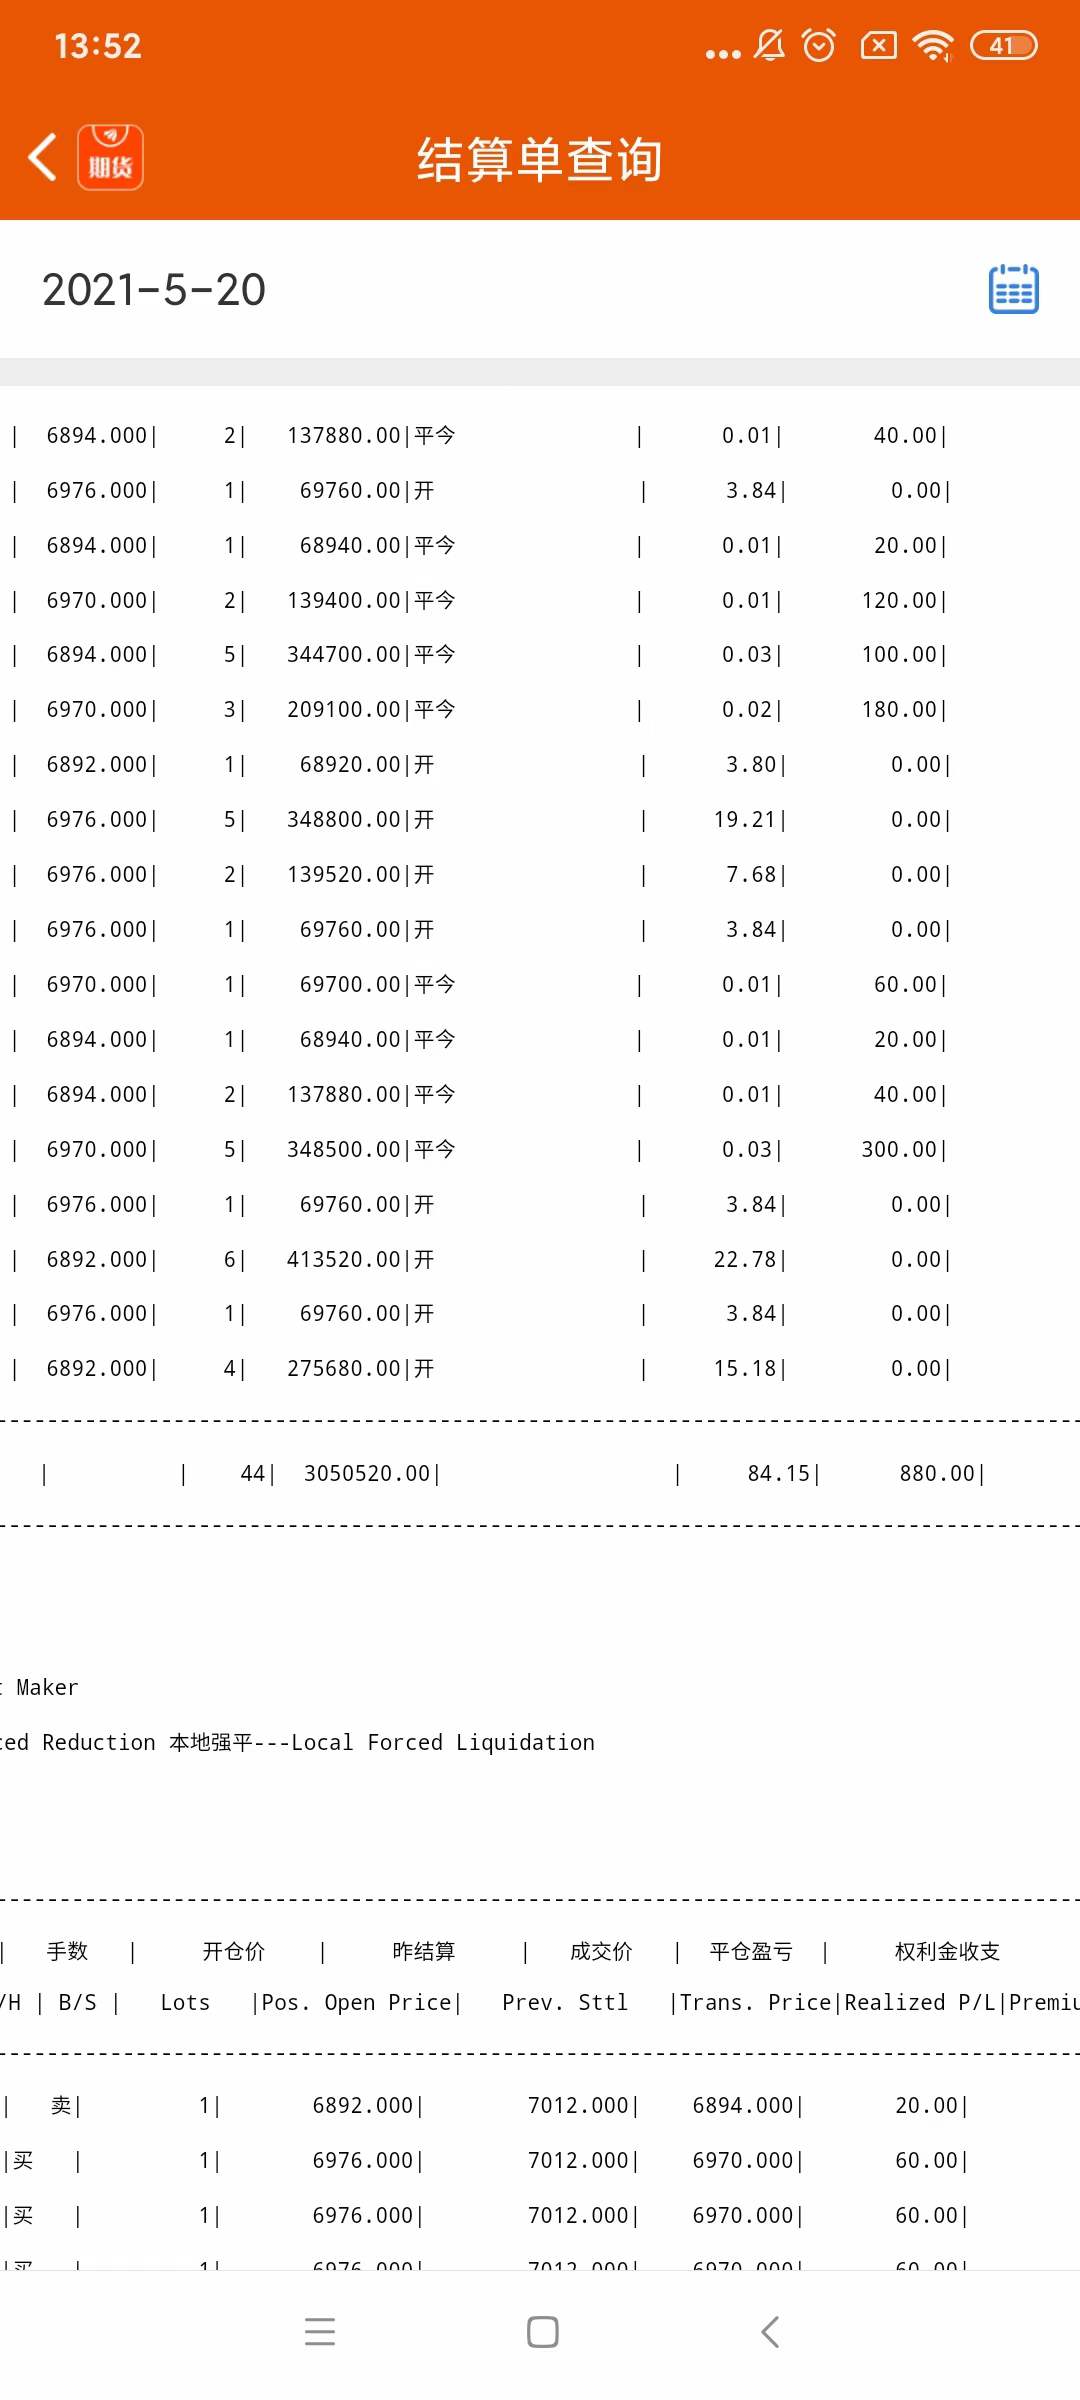 13:52
41
期货
结算单查询
2021-5-20
| 6894.000| 2| 137880.00|平今 | 0.01| 40.00|
| 6976.000| 1| 69760.00|开 | 3.84| 0.00|
| 6894.000| 1| 68940.00|平今 | 0.01| 20.00|
| 6970.000| 2| 139400.00|平今 | 0.01| 120.00|
| 6894.000| 5| 344700.00|平今 | 0.03| 100.00|
| 6970.000| 3| 209100.00|平今 | 0.02| 180.00|
| 6892.000| 1| 68920.00|开 | 3.80| 0.00|
| 6976.000| 5| 348800.00|开 | 19.21| 0.00|
| 6976.000| 2| 139520.00|开 | 7.68| 0.00|
| 6976.000| 1| 69760.00|开 | 3.84| 0.00|
| 6970.000| 1| 69700.00|平今 | 0.01| 60.00|
| 6894.000| 1| 68940.00|平今 | 0.01| 20.00|
| 6894.000| 2| 137880.00|平今 | 0.01| 40.00|
| 6970.000| 5| 348500.00|平今 | 0.03| 300.00|
| 6976.000| 1| 69760.00|开 | 3.84| 0.00|
| 6892.000| 6| 413520.00|开 | 22.78| 0.00|
| 6976.000| 1| 69760.00|开 | 3.84| 0.00|
| 6892.000| 4| 275680.00|开 | 15.18| 0.00|
| | 44| 3050520.00| | 84.15| 880.00|
t Maker
ced Reduction 本地强平---Local Forced Liquidation
| 手数 | 开仓价 | 昨结算 | 成交价 | 平仓盈亏 | 权利金收支
/H | B/S | Lots |Pos. Open Price| Prev. Sttl |Trans. Price|Realized P/L|Premiu
| 卖| 1| 6892.000| 7012.000| 6894.000| 20.00|
|买 | 1| 6976.000| 7012.000| 6970.000| 60.00|
|买 | 1| 6976.000| 7012.000| 6970.000| 60.00|
|买 | 1| 6976.000| 7012.000| 6970.000| 60.00|